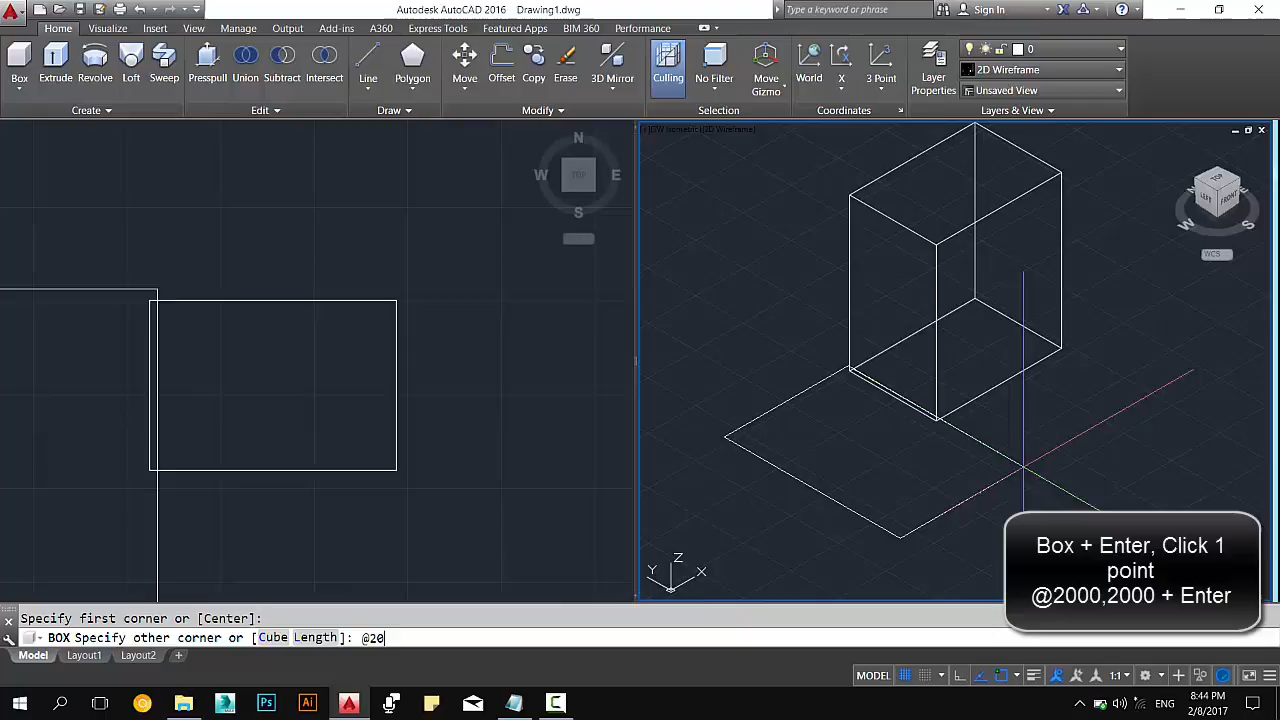 Autodesk AutoCAD 2016 Drawing1.dwg
Type a keyword or phrase
Sign In
Home Visualize Insert View Manage Output Add-ins A360 Express Tools Featured Apps BIM 360 Performance
Box Extrude Revolve Loft Sweep Presspull Union Subtract Intersect Line Polygon Move Offset Copy Erase 3D Mirror Culling No Filter Move Gizmo World X 3 Point Layer Properties
0
2D Wireframe
Unsaved View
Create Edit Draw Modify Selection Coordinates Layers & View
N
W TOP E
S
TOP
LEFT FRONT
W S
WCS
Z
Y X
Box + Enter, Click 1
point
@2000,2000 + Enter
Specify first corner or [Center]:
BOX Specify other corner or [Cube Length]: @20
Model Layout1 Layout2 +
MODEL 1:1
Ps Ai ENG
8:44 PM
2/8/2017